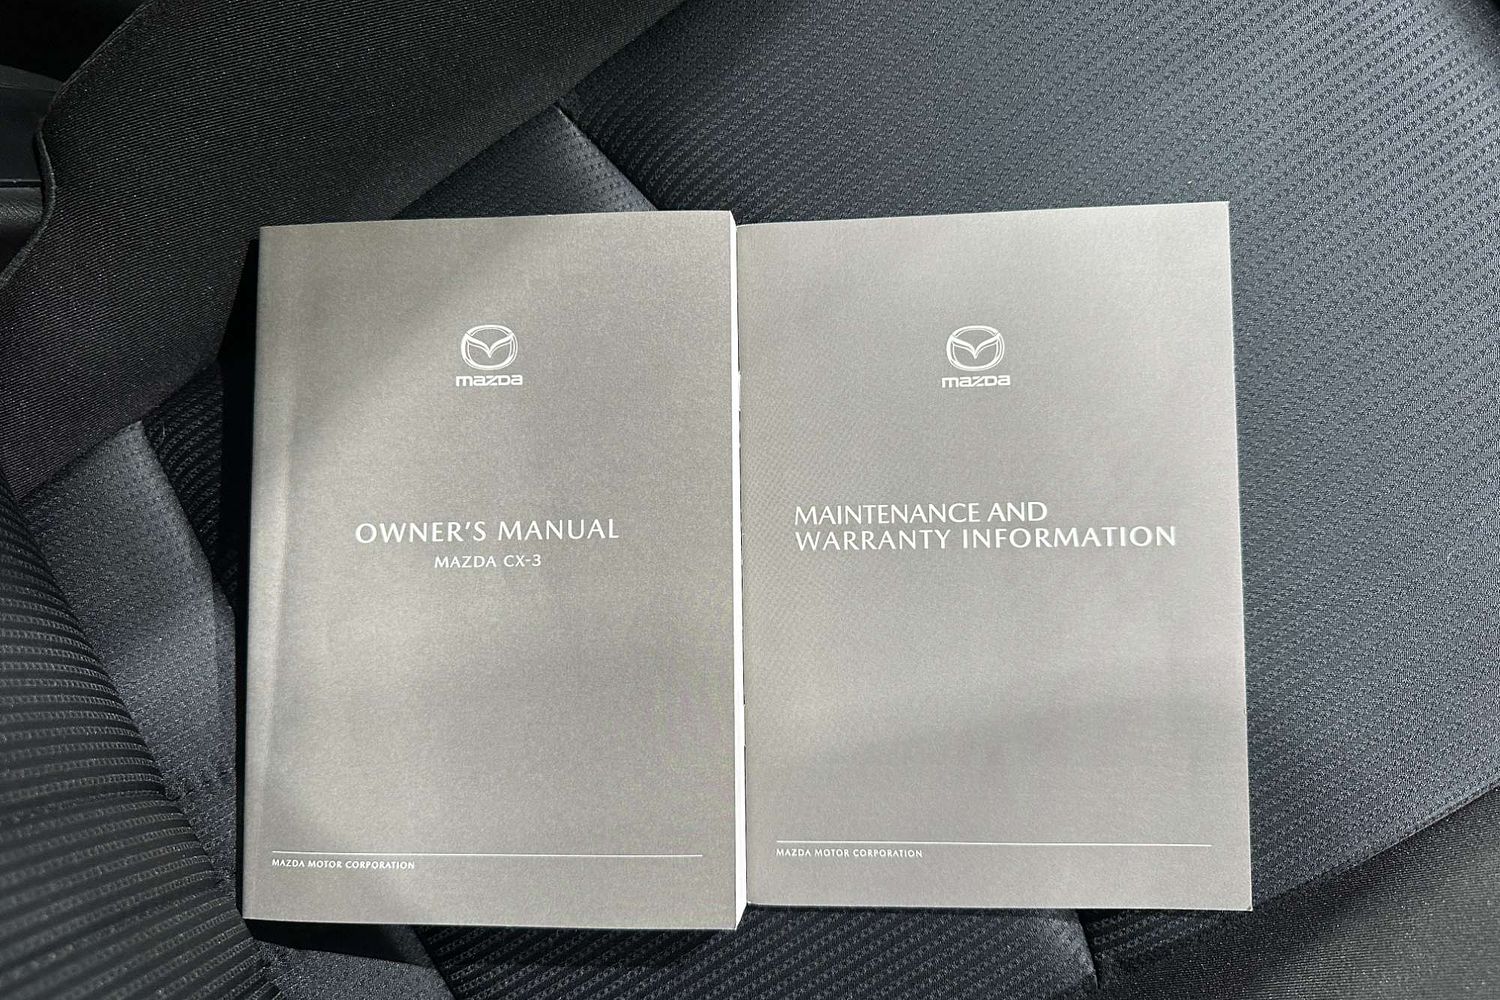 mazda
OWNER'S MANUAL
MAZDA CX-3
MAZDA MOTOR CORPORATION
mazda
MAINTENANCE AND
WARRANTY INFORMATION
MAZDA MOTOR CORPORATION